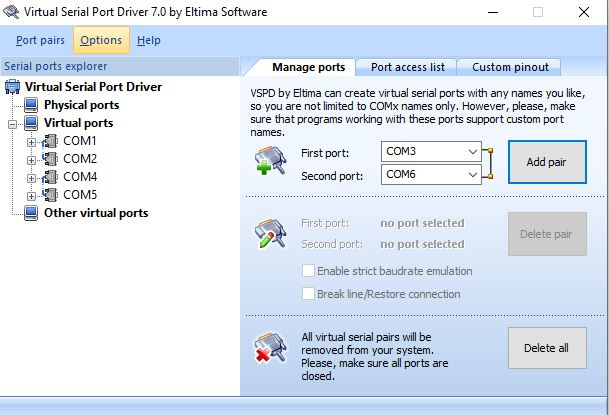 Virtual Serial Port Driver 7.0 by Eltima Software
Port pairs Options Help
Serial ports explorer
Virtual Serial Port Driver
Physical ports
Virtual ports
COM1
COM2
COM4
COM5
Other virtual ports
Manage ports Port access list Custom pinout
VSPD by Eltima can create virtual serial ports with any names you like,
so you are not limited to COMx names only. However, please, make
sure that programs working with these ports support custom port
names.
First port: COM3
Second port: COM6
Add pair
First port: no port selected
Second port: no port selected
Delete pair
Enable strict baudrate emulation
Break line/Restore connection
All virtual serial pairs will be
removed from your system.
Please, make sure all ports are
closed.
Delete all